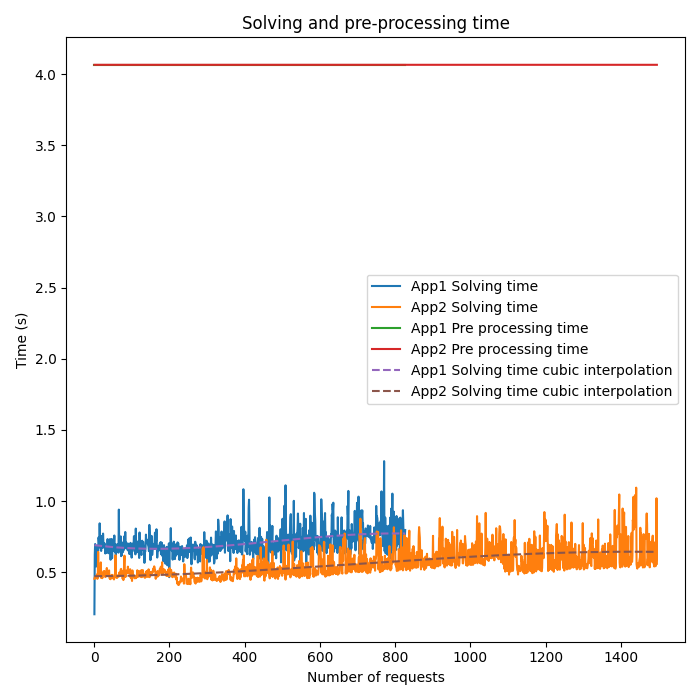 Solving and pre-processing time
Time (s)
4.0
3.5
3.0
2.5
2.0
1.5
1.0
0.5
App1 Solving time
App2 Solving time
App1 Pre processing time
App2 Pre processing time
App1 Solving time cubic interpolation
App2 Solving time cubic interpolation
0 200 400 600 800 1000 1200 1400
Number of requests